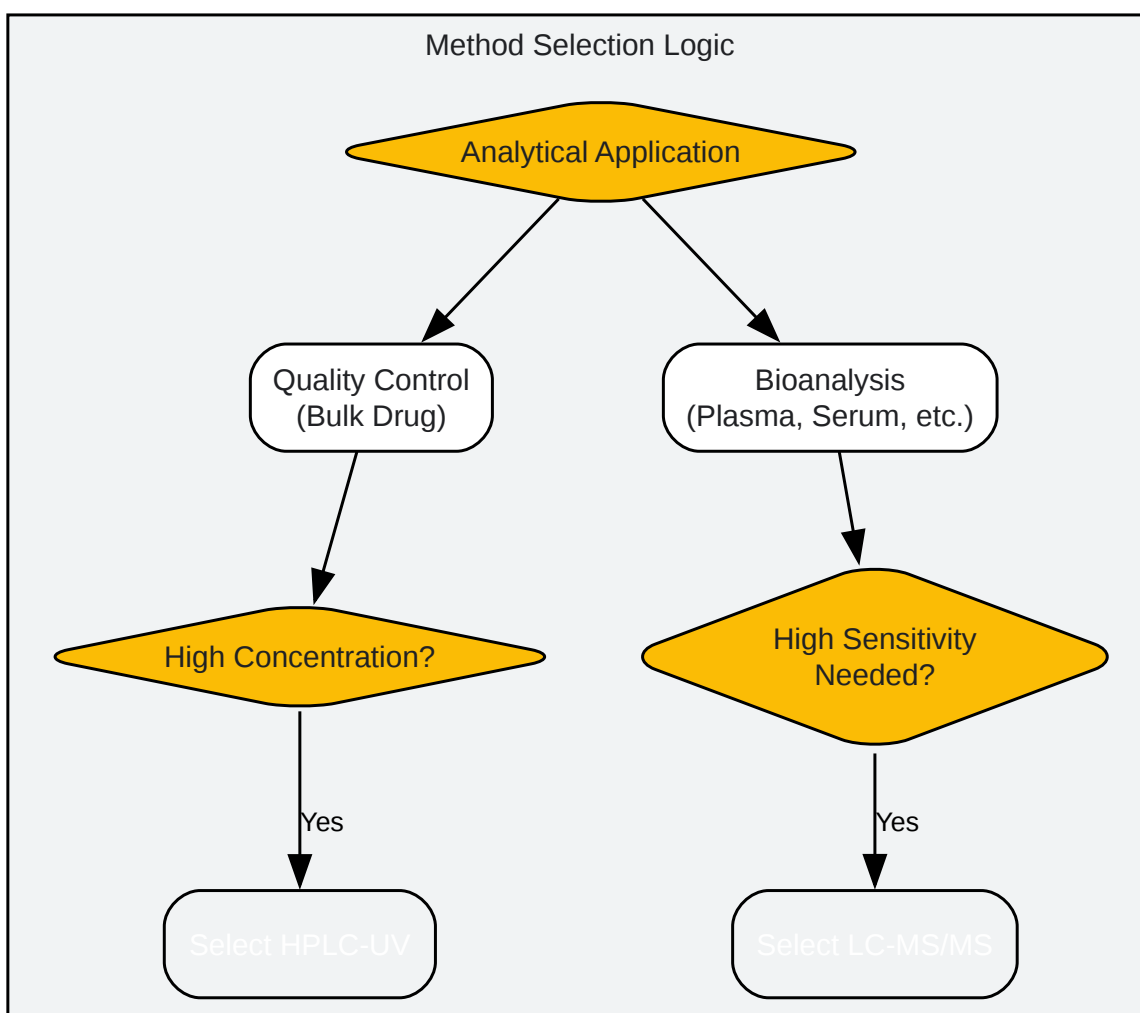 Method Selection Logic
Analytical Application
Quality Control
(Bulk Drug)
Bioanalysis
(Plasma, Serum, etc.)
High Concentration?
High Sensitivity
Needed?
Yes
Yes
Select HPLC-UV
Select LC-MS/MS